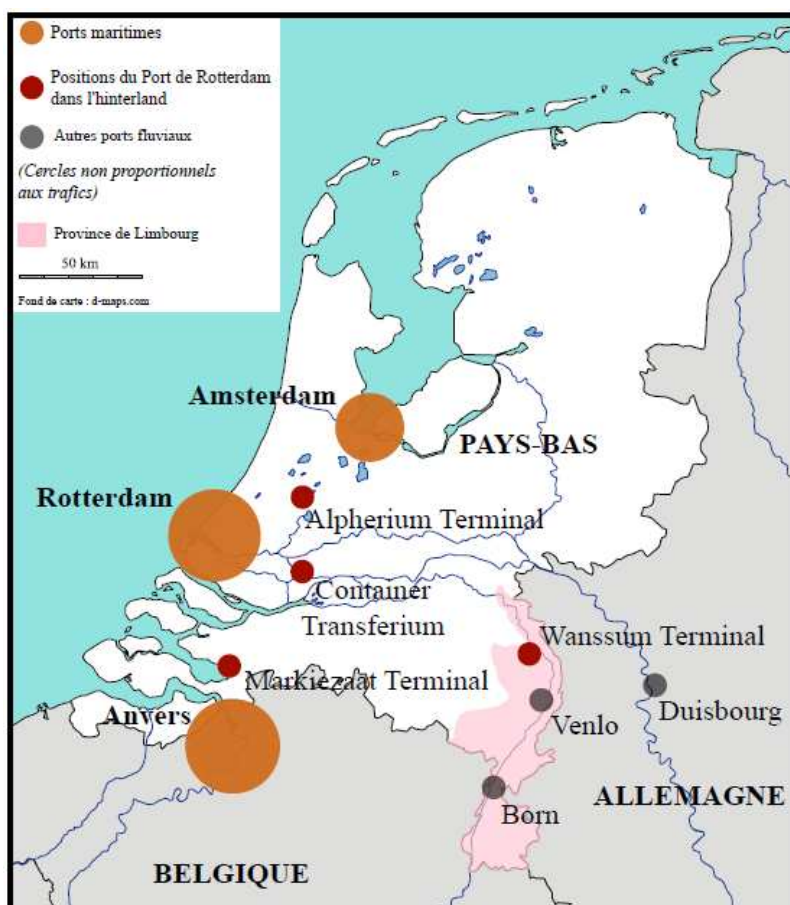 Ports maritimes
Positions du Port de Rotterdam
dans l'hinterland
Autres ports fluviaux
(Cercles non proportionnels
aux trafics)
Province de Limbourg
50 km
Fond de carte : d-maps.com
Amsterdam
PAYS-BAS
Rotterdam
Alpherium Terminal
Container
Transferium
Wanssum Terminal
Markiezaat Terminal
Anvers
Venlo
Duisbourg
ALLEMAGNE
Born
BELGIQUE